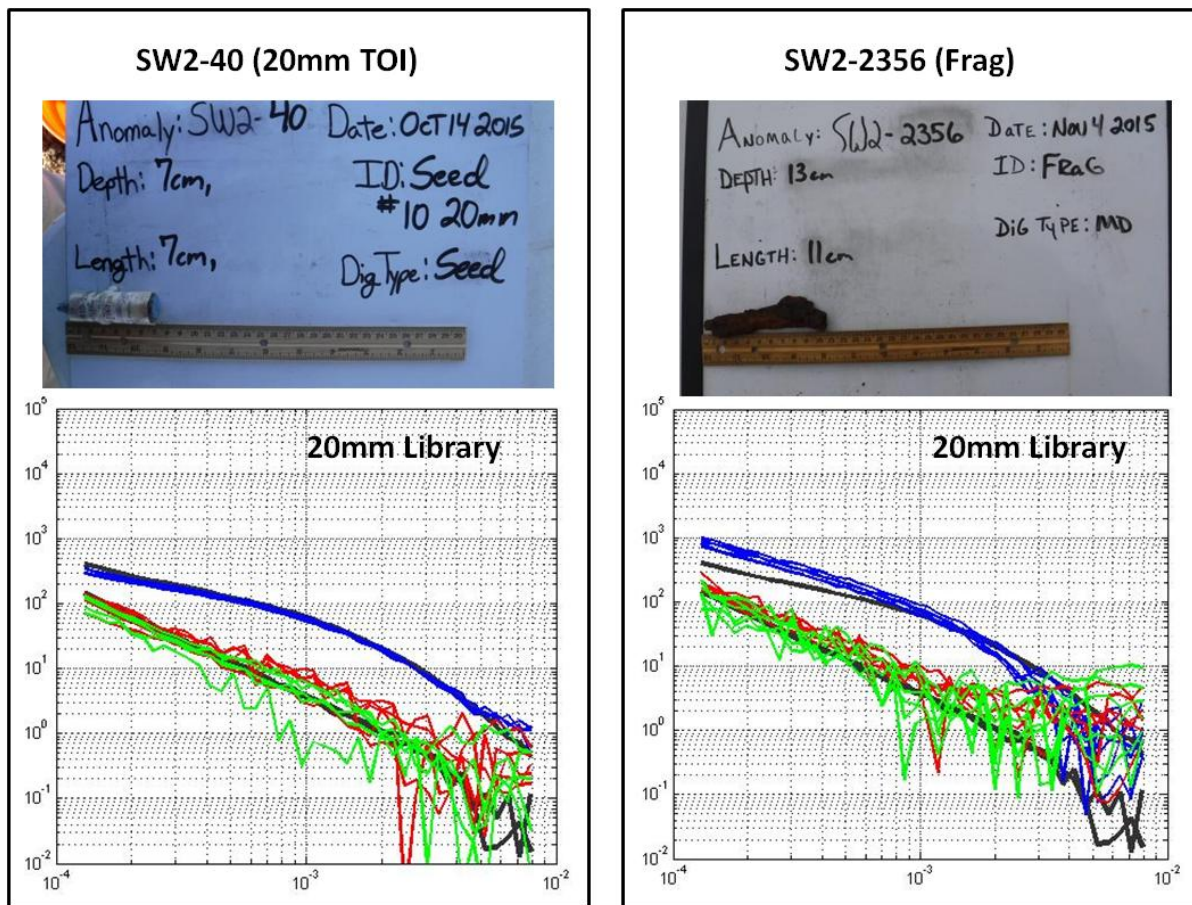 SW2-40 (20mm TOI)
Anomaly: SW2-40 Date: Oct 14 2015
Depth: 7cm, ID: Seed
#10 20mm
Length: 7cm, Dig Type: Seed
20mm Library
10^5
10^4
10^3
10^2
10^1
10^0
10^-1
10^-2
10^-4 10^-3 10^-2
SW2-2356 (Frag)
Anomaly: SW2-2356 Date: Nov 4 2015
Depth: 13cm ID: FRaG
DiG Type: MD
Length: 11cm
20mm Library
10^5
10^4
10^3
10^2
10^1
10^0
10^-1
10^-2
10^-4 10^-3 10^-2